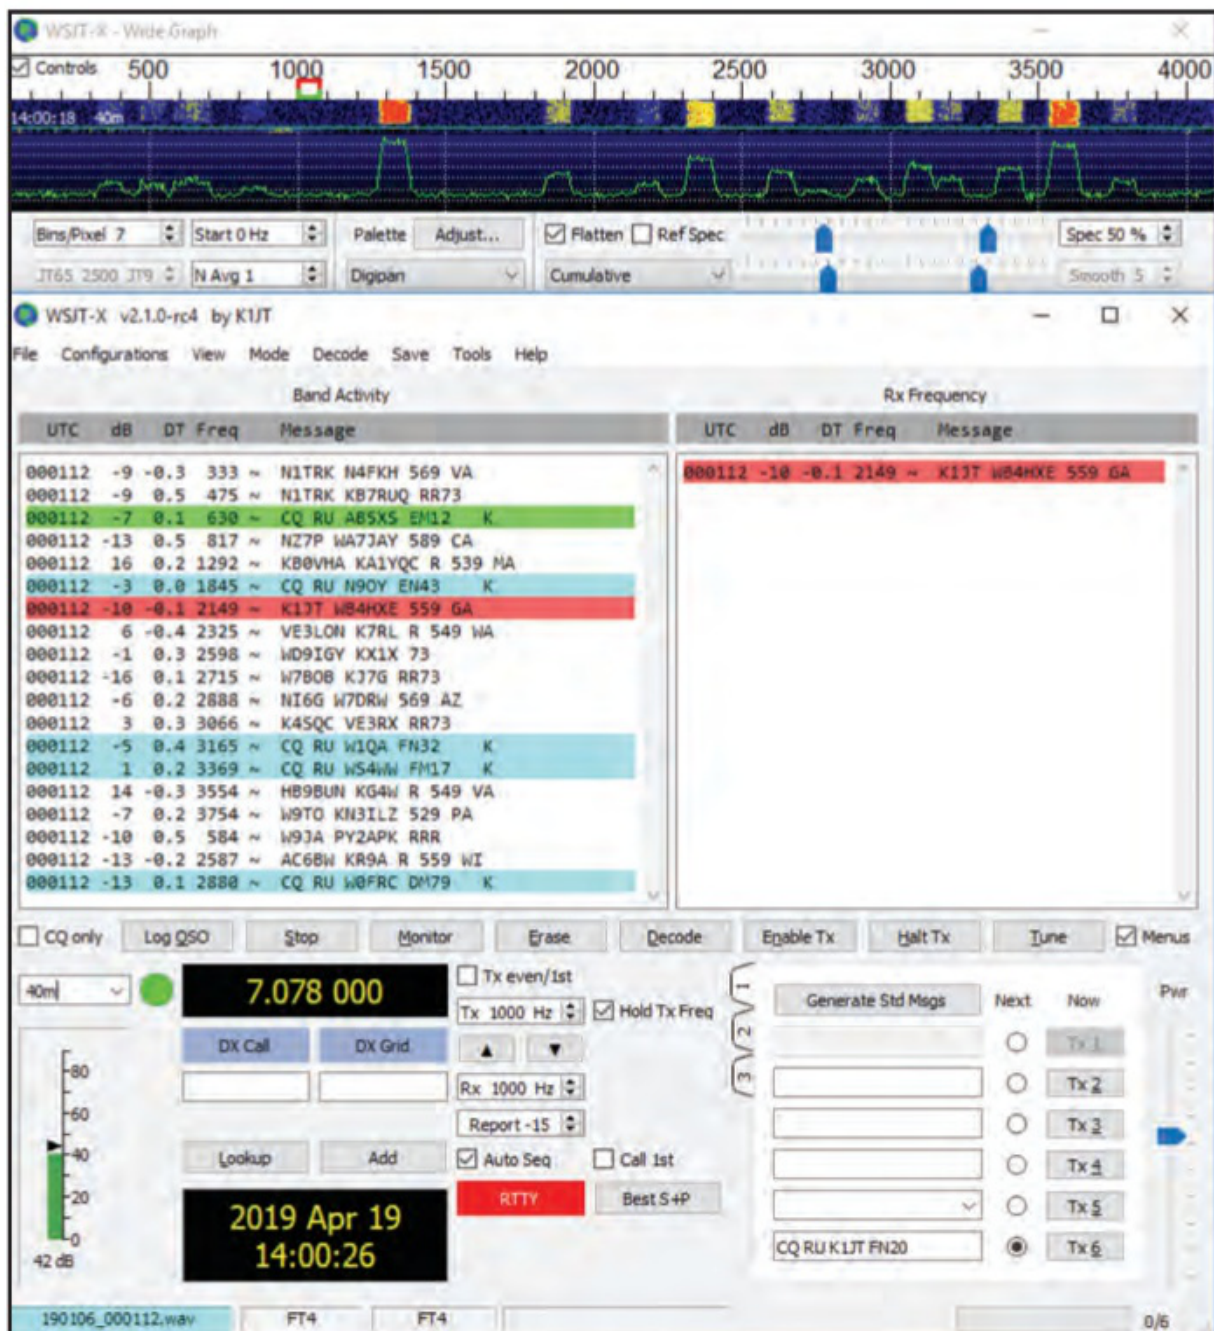 WSJT-X - Wide Graph
Controls 500 1000 1500 2000 2500 3000 3500 4000
14:00:18 40m
Bins/Pixel 7 Start 0 Hz Palette Adjust... Flatten Ref Spec Spec 50 %
JT65 2500 JT9 N Avg 1 Digipan Cumulative Smooth 5
WSJT-X v2.1.0-rc4 by K1JT
File Configurations View Mode Decode Save Tools Help
Band Activity Rx Frequency
UTC dB DT Freq Message UTC dB DT Freq Message
000112 -9 -0.3 333 ~ N1TRK N4FKH 569 VA 000112 -10 -0.1 2149 ~ K1JT WB4HXE 559 GA
000112 -9 0.5 475 ~ N1TRK KB7RUQ RR73
000112 -7 0.1 630 ~ CQ RU AB5XS EM12 K
000112 -13 0.5 817 ~ NZ7P WA7JAY 589 CA
000112 16 0.2 1292 ~ KB0VHA KA1YQC R 539 MA
000112 -3 0.0 1845 ~ CQ RU N9OY EN43 K
000112 -10 -0.1 2149 ~ K1JT WB4HXE 559 GA
000112 6 -0.4 2325 ~ VE3LON K7RL R 549 WA
000112 -1 0.3 2598 ~ WD9IGY KX1X 73
000112 -16 0.1 2715 ~ W7BOB KJ7G RR73
000112 -6 0.2 2888 ~ NI6G W7DRW 569 AZ
000112 3 0.3 3066 ~ K4SQC VE3RX RR73
000112 -5 0.4 3165 ~ CQ RU W1QA FN32 K
000112 1 0.2 3369 ~ CQ RU WS4WW FM17 K
000112 14 -0.3 3554 ~ HB9BUN KG4W R 549 VA
000112 -7 0.2 3754 ~ W9TO KN3ILZ 529 PA
000112 -10 0.5 584 ~ W9JA PY2APK RRR
000112 -13 -0.2 2587 ~ AC6BW KR9A R 559 WI
000112 -13 0.1 2880 ~ CQ RU W0FRC DM79 K
CQ only Log QSO Stop Monitor Erase Decode Enable Tx Halt Tx Tune Menus
40m 7.078 000 Tx even/1st
Tx 1000 Hz Hold Tx Freq 1 Generate Std Msgs Next Now Pwr
DX Call DX Grid 2 Tx 1
-80 Rx 1000 Hz 3 Tx 2
-60 Report -15 Tx 3
-40 Lookup Add Auto Seq Call 1st Tx 4
-20 2019 Apr 19 RTTY Best S+P Tx 5
-0 14:00:26 CQ RU K1JT FN20 Tx 6
42 dB
190106_000112.wav FT4 FT4 0/6